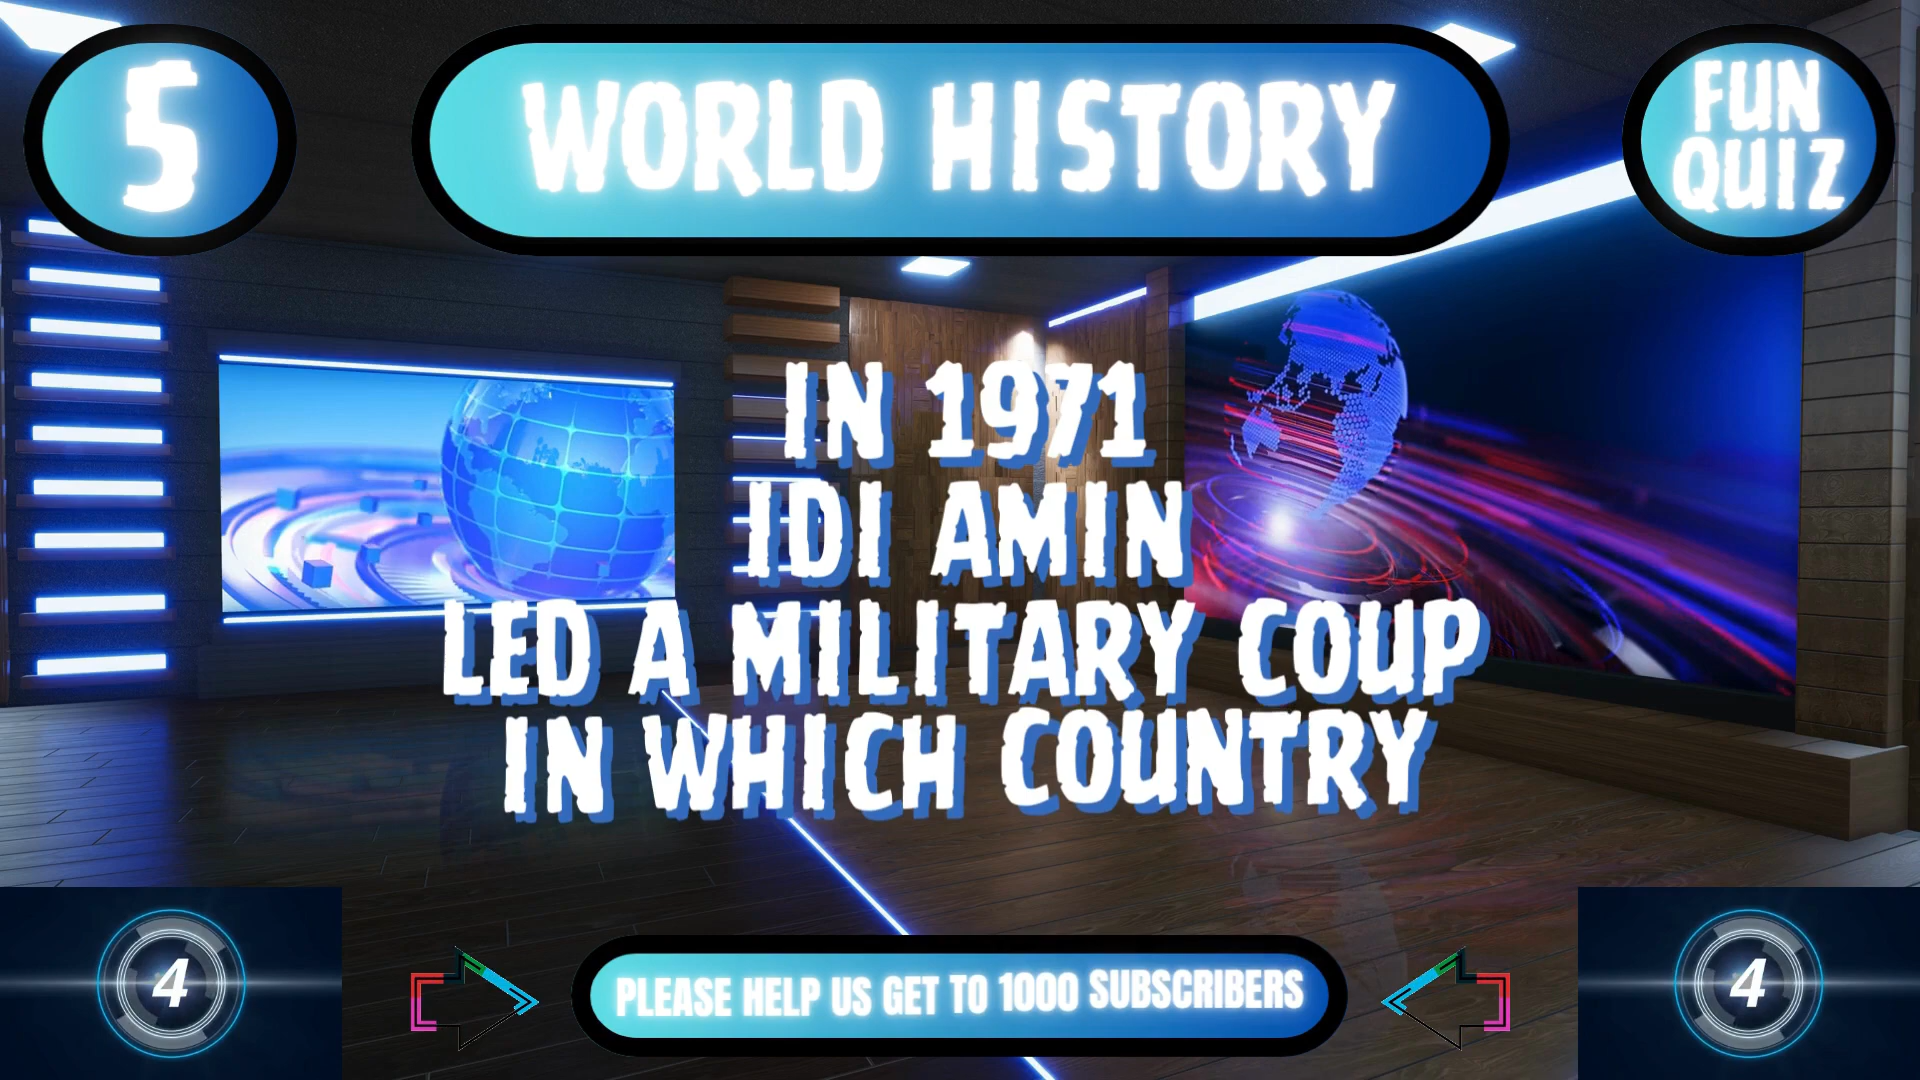 5
WORLD HISTORY
FUN
QUIZ
IN 1971
IDI AMIN
LED A MILITARY COUP
IN WHICH COUNTRY
4
PLEASE HELP US GET TO 1000 SUBSCRIBERS
4